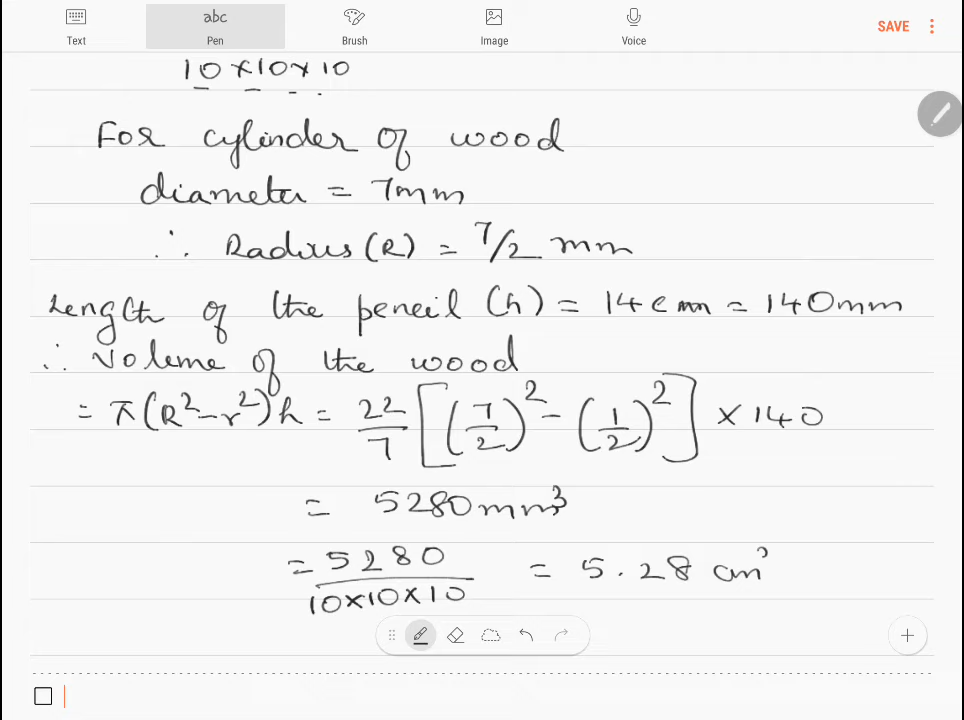 Text
abc
Pen
Brush
Image
Voice
SAVE
10×10×10
For cylinder of wood
diameter = 7mm
∴ Radius (R) = 7/2 mm
Length of the pencil (h) = 14cm = 140mm
∴ Voleme of the wood
= π(R²-r²)h = 22/7 [(7/2)² - (1/2)²] × 140
= 5280mm³
= 5280/10×10×10 = 5.28 cm³